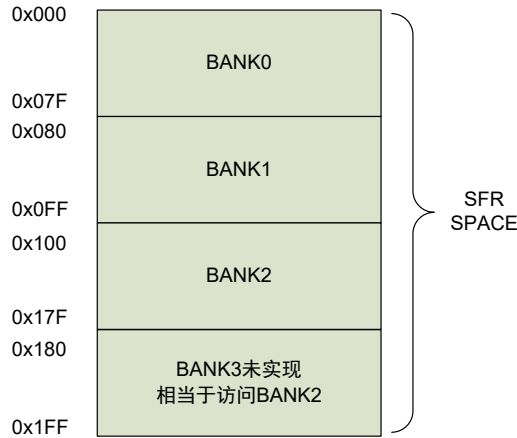 0x000
BANK0
0x07F
0x080
BANK1
0x0FF
0x100
BANK2
0x17F
0x180
BANK3未实现
相当于访问BANK2
0x1FF
SFR
SPACE